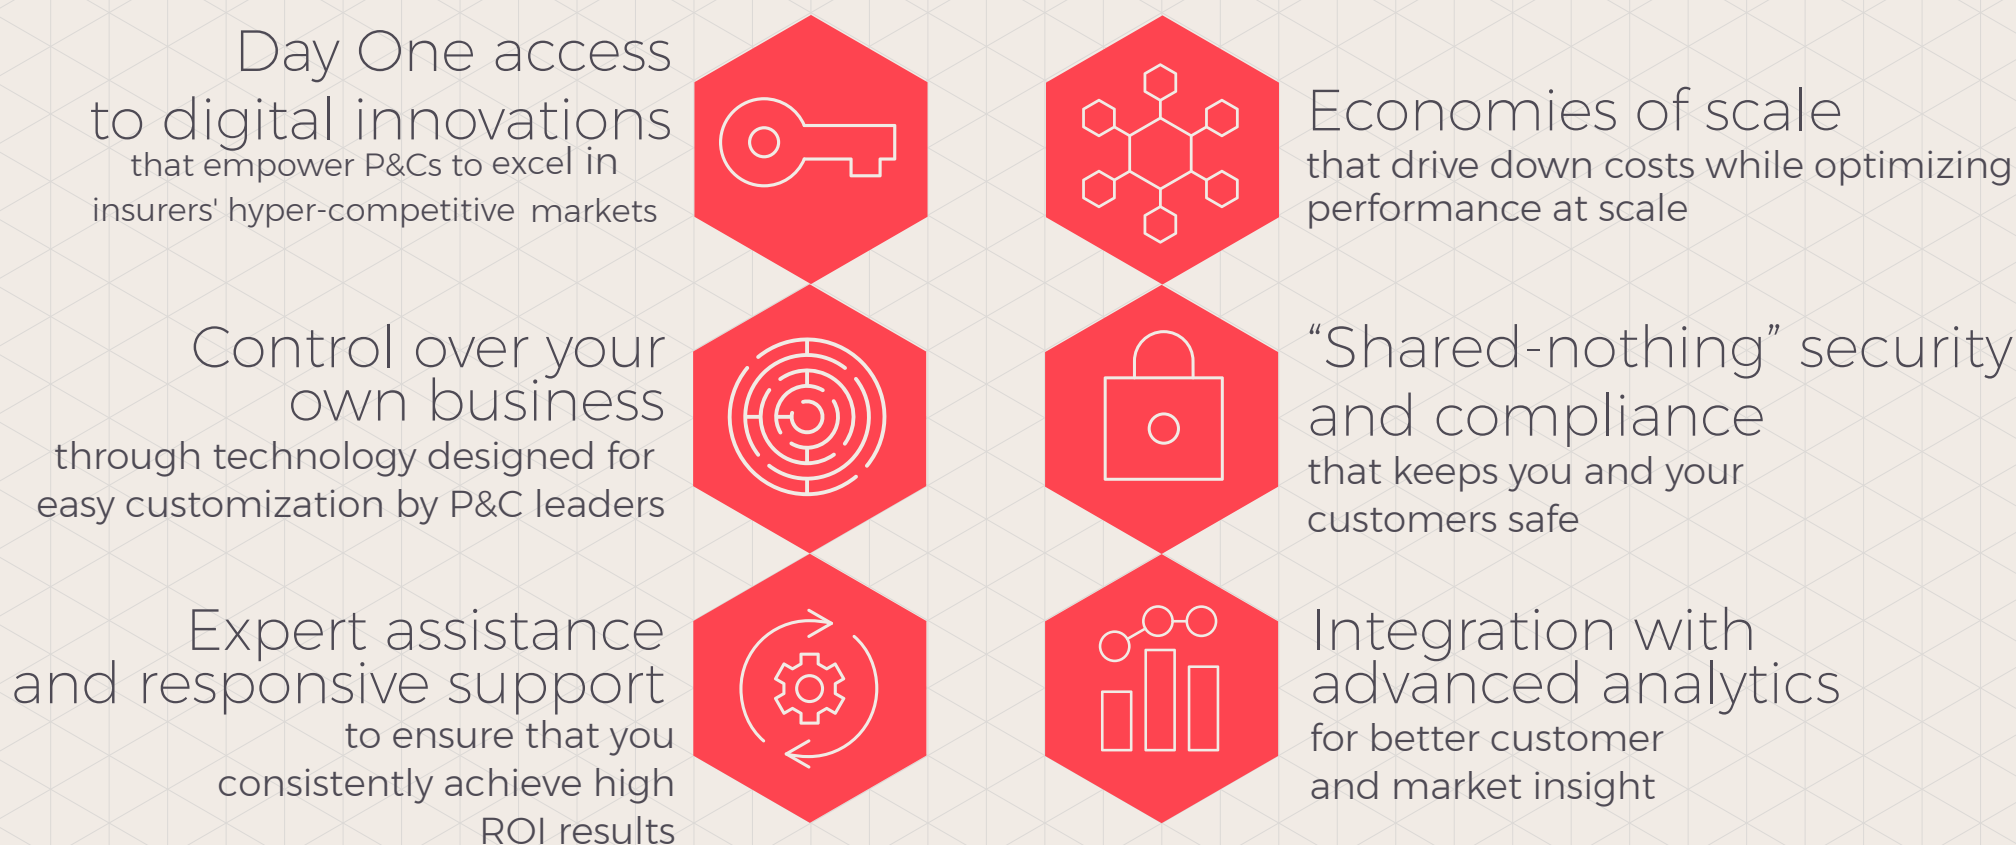 Day One access
to digital innovations
that empower P&Cs to excel in
insurers' hyper-competitive markets
Control over your
own business
through technology designed for
easy customization by P&C leaders
Expert assistance
and responsive support
to ensure that you
consistently achieve high
ROI results
Economies of scale
that drive down costs while optimizing
performance at scale
“Shared-nothing” security
and compliance
that keeps you and your
customers safe
Integration with
advanced analytics
for better customer
and market insight